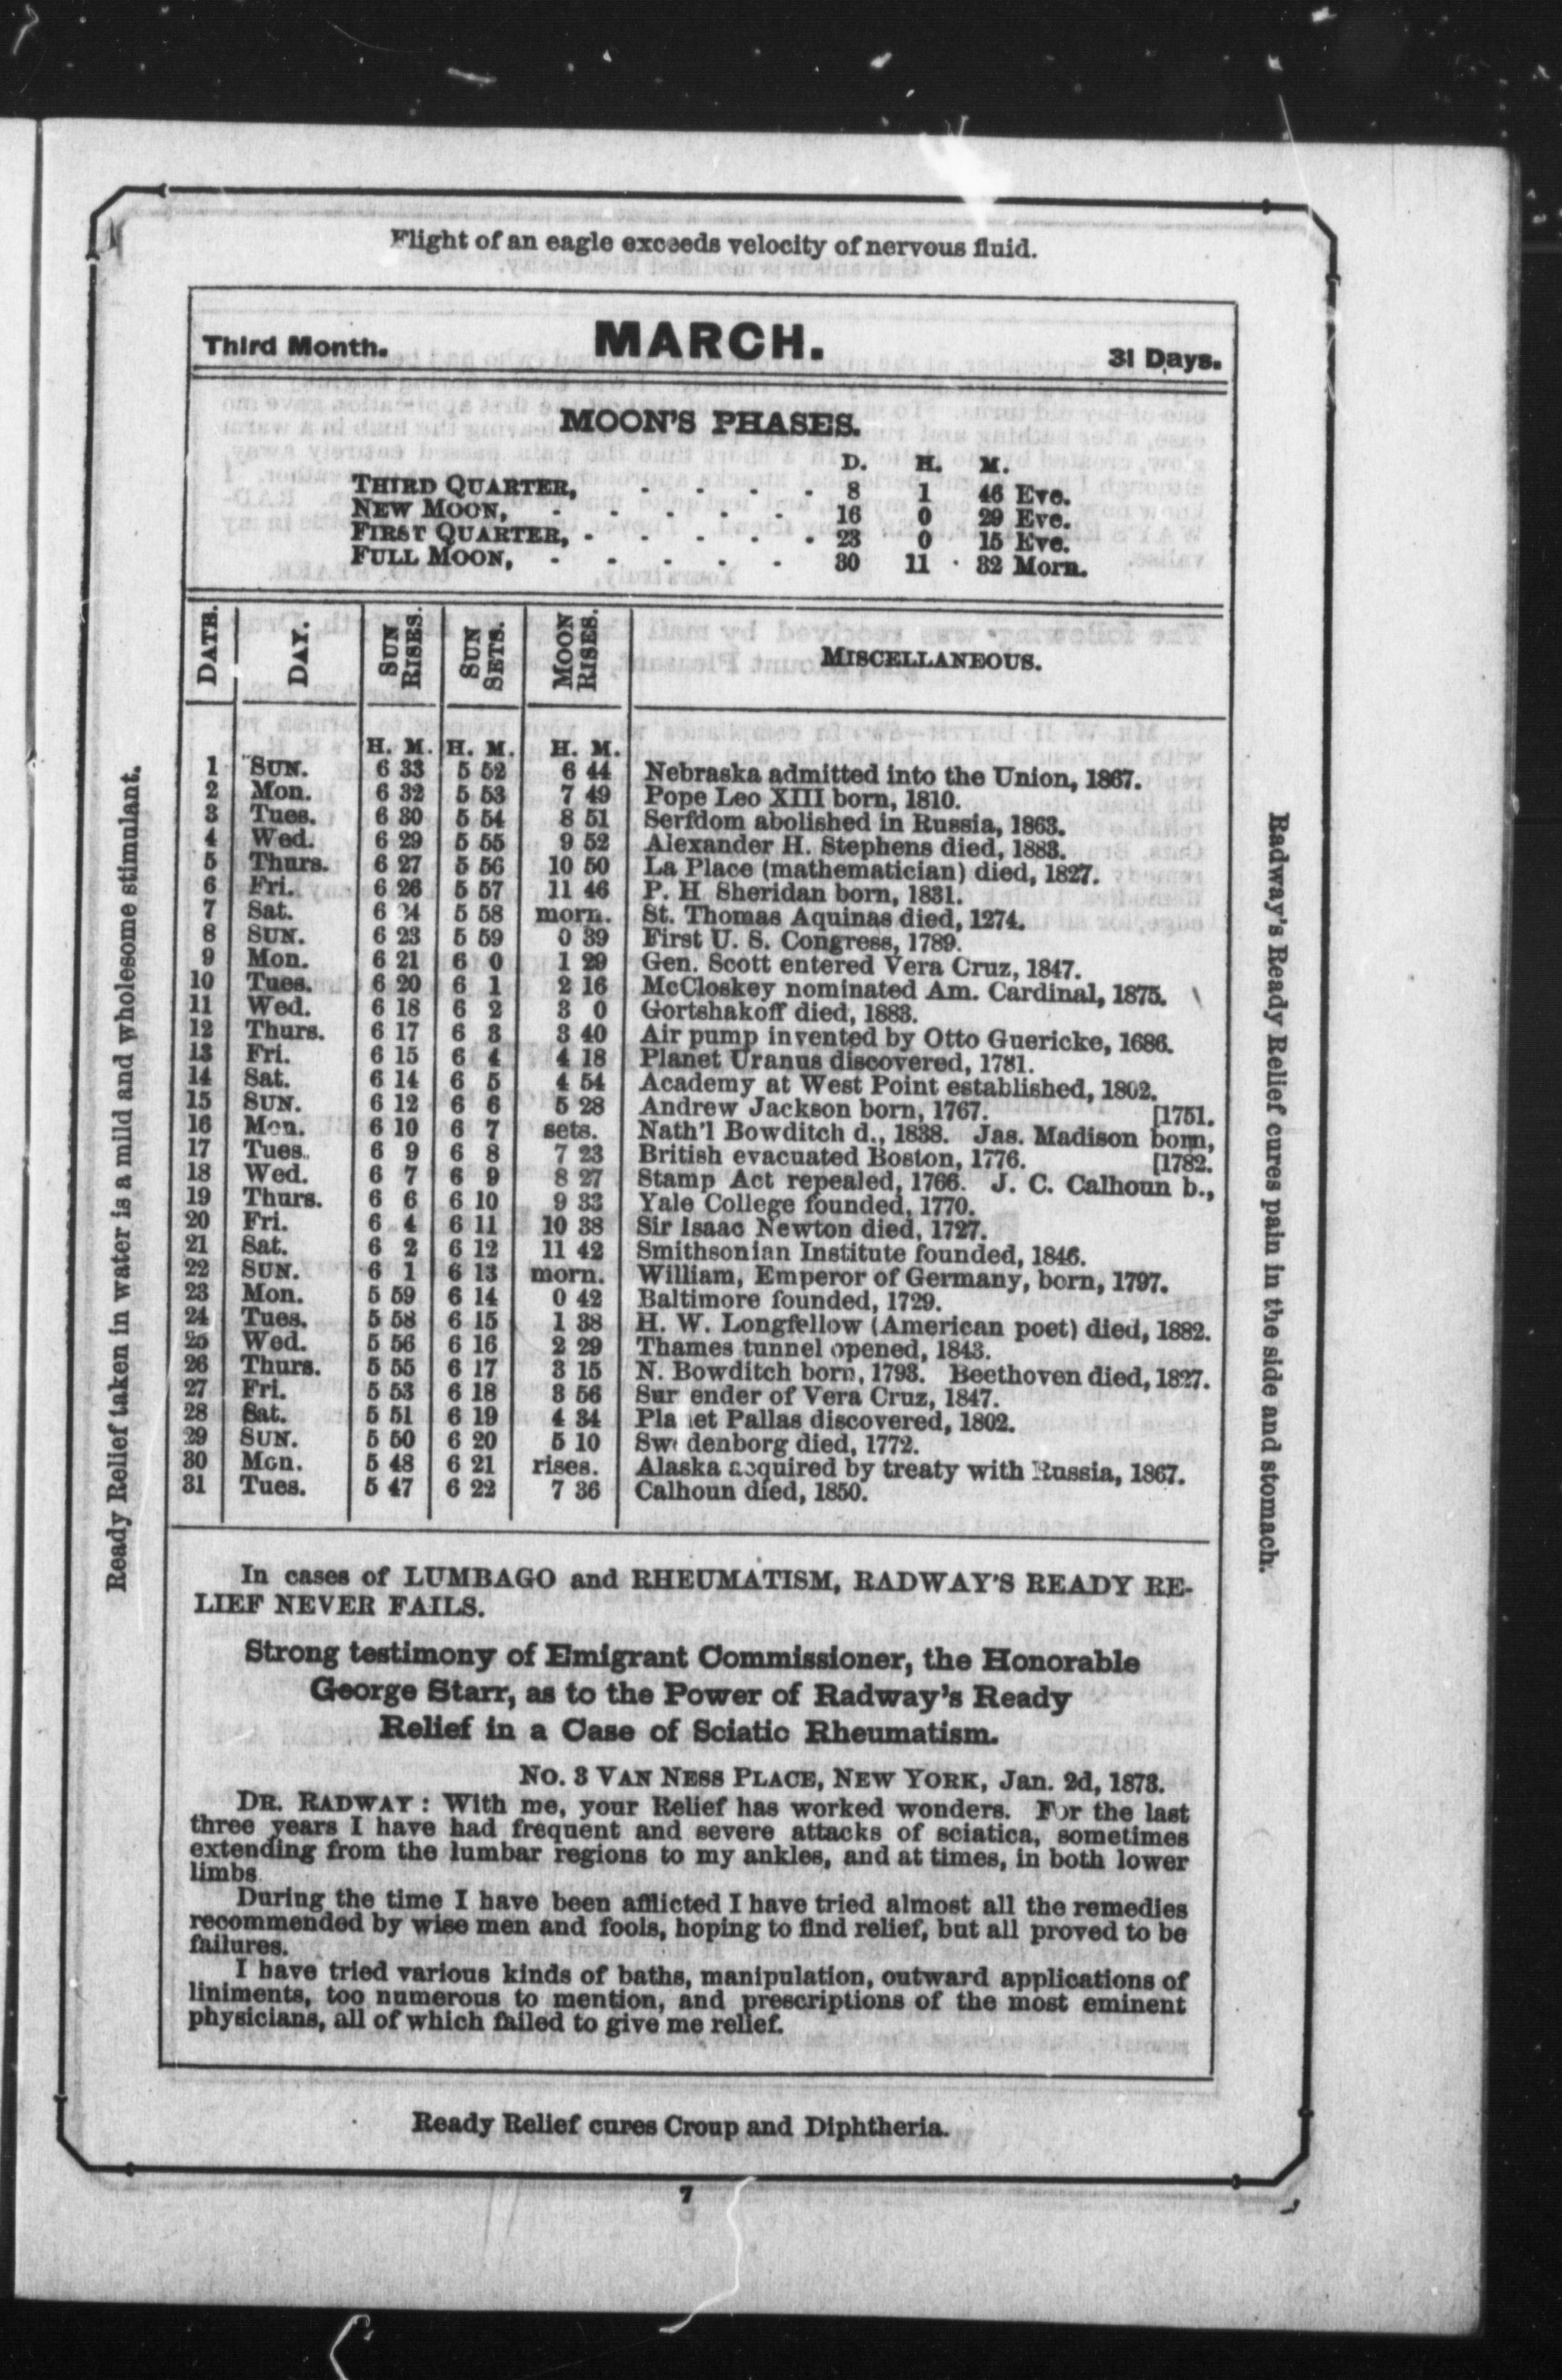 Flight of an eagle exceeds velocity of nervous fluid.
Third Month. MARCH. 31 Days.
MOON'S PHASES.
D. H. M.
THIRD QUARTER, - - - - 8 1 46 Eve.
NEW MOON, - - - - - 16 0 29 Eve.
FIRST QUARTER, - - - - - 23 0 15 Eve.
FULL MOON, - - - - - 30 11 32 Morn.
DATE. DAY. SUN RISES. SUN SETS. MOON RISES. MISCELLANEOUS.
H. M. H. M. H. M.
1 SUN. 6 33 5 52 6 44 Nebraska admitted into the Union, 1867.
2 Mon. 6 32 5 53 7 49 Pope Leo XIII born, 1810.
3 Tues. 6 30 5 54 8 51 Serfdom abolished in Russia, 1863.
4 Wed. 6 29 5 55 9 52 Alexander H. Stephens died, 1883.
5 Thurs. 6 27 5 56 10 50 La Place (mathematician) died, 1827.
6 Fri. 6 26 5 57 11 46 P. H Sheridan born, 1831.
7 Sat. 6 24 5 58 morn. St. Thomas Aquinas died, 1274.
8 SUN. 6 23 5 59 0 39 First U. S. Congress, 1789.
9 Mon. 6 21 6 0 1 29 Gen. Scott entered Vera Cruz, 1847.
10 Tues. 6 20 6 1 2 16 McCloskey nominated Am. Cardinal, 1875.
11 Wed. 6 18 6 2 3 0 Gortshakoff died, 1883.
12 Thurs. 6 17 6 3 3 40 Air pump invented by Otto Guericke, 1686.
13 Fri. 6 15 6 4 4 18 Planet Uranus discovered, 1781.
14 Sat. 6 14 6 5 4 54 Academy at West Point established, 1802.
15 SUN. 6 12 6 6 5 28 Andrew Jackson born, 1767. [1751.
16 Mon. 6 10 6 7 sets. Nath'l Bowditch d., 1838. Jas. Madison born,
17 Tues. 6 9 6 8 7 23 British evacuated Boston, 1776. [1782.
18 Wed. 6 7 6 9 8 27 Stamp Act repealed, 1766. J. C. Calhoun b.,
19 Thurs. 6 6 6 10 9 33 Yale College founded, 1770.
20 Fri. 6 4 6 11 10 38 Sir Isaac Newton died, 1727.
21 Sat. 6 2 6 12 11 42 Smithsonian Institute founded, 1846.
22 SUN. 6 1 6 13 morn. William, Emperor of Germany, born, 1797.
23 Mon. 5 59 6 14 0 42 Baltimore founded, 1729.
24 Tues. 5 58 6 15 1 38 H. W. Longfellow (American poet) died, 1882.
25 Wed. 5 56 6 16 2 29 Thames tunnel opened, 1843.
26 Thurs. 5 55 6 17 3 15 N. Bowditch born, 1793. Beethoven died, 1827.
27 Fri. 5 53 6 18 3 56 Surrender of Vera Cruz, 1847.
28 Sat. 5 51 6 19 4 34 Planet Pallas discovered, 1802.
29 SUN. 5 50 6 20 5 10 Swedenborg died, 1772.
30 Mon. 5 48 6 21 rises. Alaska acquired by treaty with Russia, 1867.
31 Tues. 5 47 6 22 7 36 Calhoun died, 1850.
In cases of LUMBAGO and RHEUMATISM, RADWAY'S READY RE-
LIEF NEVER FAILS.
Strong testimony of Emigrant Commissioner, the Honorable
George Starr, as to the Power of Radway's Ready
Relief in a Case of Sciatic Rheumatism.
NO. 3 VAN NESS PLACE, NEW YORK, Jan. 2d, 1873.
DR. RADWAY: With me, your Relief has worked wonders. For the last
three years I have had frequent and severe attacks of sciatica, sometimes
extending from the lumbar regions to my ankles, and at times, in both lower
limbs
During the time I have been afflicted I have tried almost all the remedies
recommended by wise men and fools, hoping to find relief, but all proved to be
failures.
I have tried various kinds of baths, manipulation, outward applications of
liniments, too numerous to mention, and prescriptions of the most eminent
physicians, all of which failed to give me relief.
Ready Relief cures Croup and Diphtheria.
7
Ready Relief taken in water is a mild and wholesome stimulant.
Radway's Ready Relief cures pain in the side and stomach.